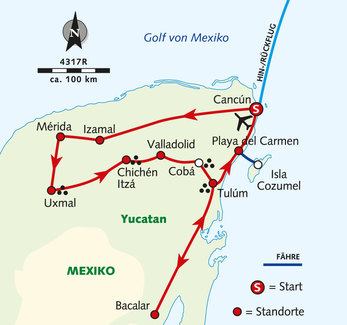 Golf von Mexiko
HIN-/RÜCKFLUG
N
4317R
ca. 100 km
Cancún
S
Mérida
Izamal
Playa del Carmen
Valladolid
Chichén
Itzá
Cobá
Isla
Cozumel
Uxmal
Tulúm
Yucatan
MEXIKO
FÄHRE
S = Start
Bacalar
= Standorte